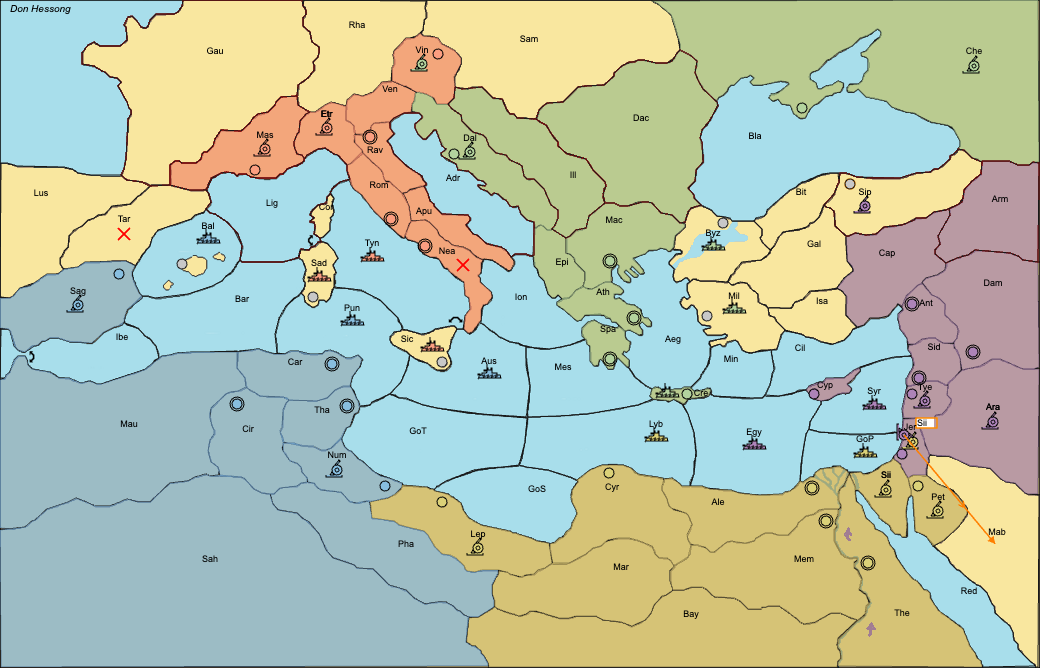 Don Hessong
Rha
Gau
Sam
Vin
Che
Ven
Etr
Dac
Mas
Bla
Rav
Dal
Ill
Lus
Rom
Adr
Bit
Sip
Arm
Tar
Lig
Cor
Apu
Mac
Bal
Byz
Gal
Tyn
Nea
Cap
Sad
Epi
Dam
Sag
Bar
Ion
Ath
Mil
Isa
Ant
Pun
Spa
Ibe
Sic
Aeg
Min
Cil
Sid
Car
Aus
Mes
Cyp
Tye
Syr
Cre
Ara
Tha
Mau
Cir
GoT
Lyb
Egy
GoP
Jer
Sii
Num
GoS
Cyr
Sii
Ale
Pet
Lep
Mab
Pha
Sah
Mar
Mem
Red
Bay
The